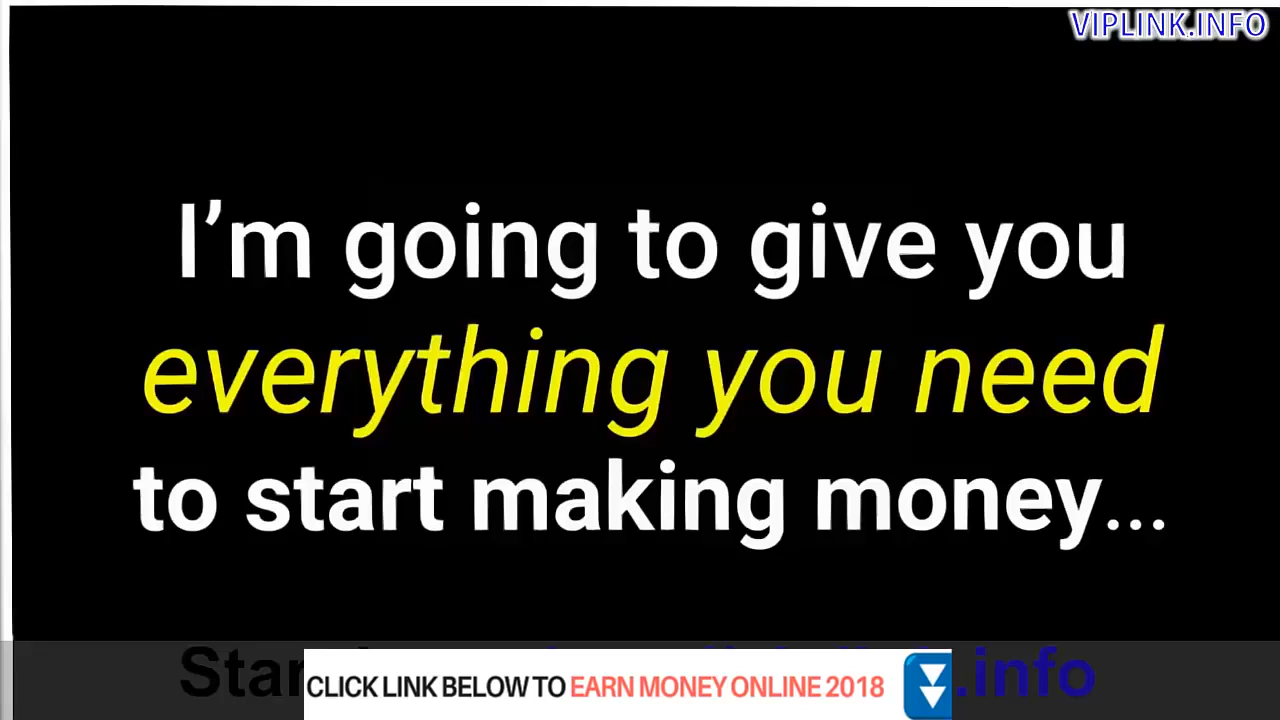 VIPLINK.INFO
I’m going to give you
everything you need
to start making money...
CLICK LINK BELOW TO EARN MONEY ONLINE 2018
.info